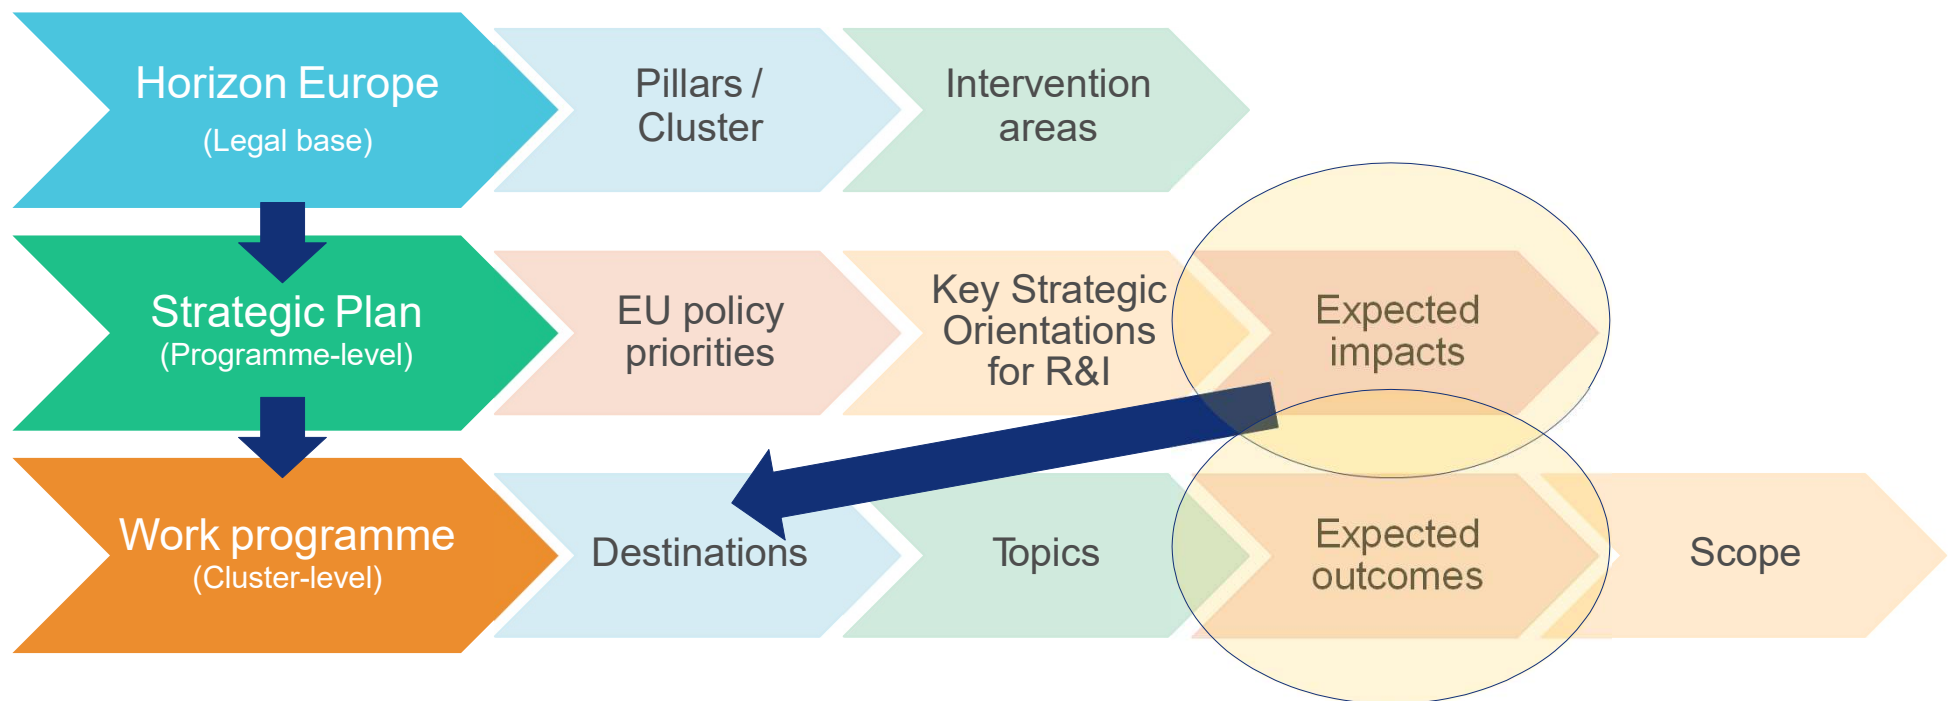 Horizon Europe
(Legal base)
Pillars /
Cluster
Intervention
areas
Strategic Plan
(Programme-level)
EU policy
priorities
Key Strategic
Orientations
for R&I
Expected
impacts
Work programme
(Cluster-level)
Destinations
Topics
Expected
outcomes
Scope